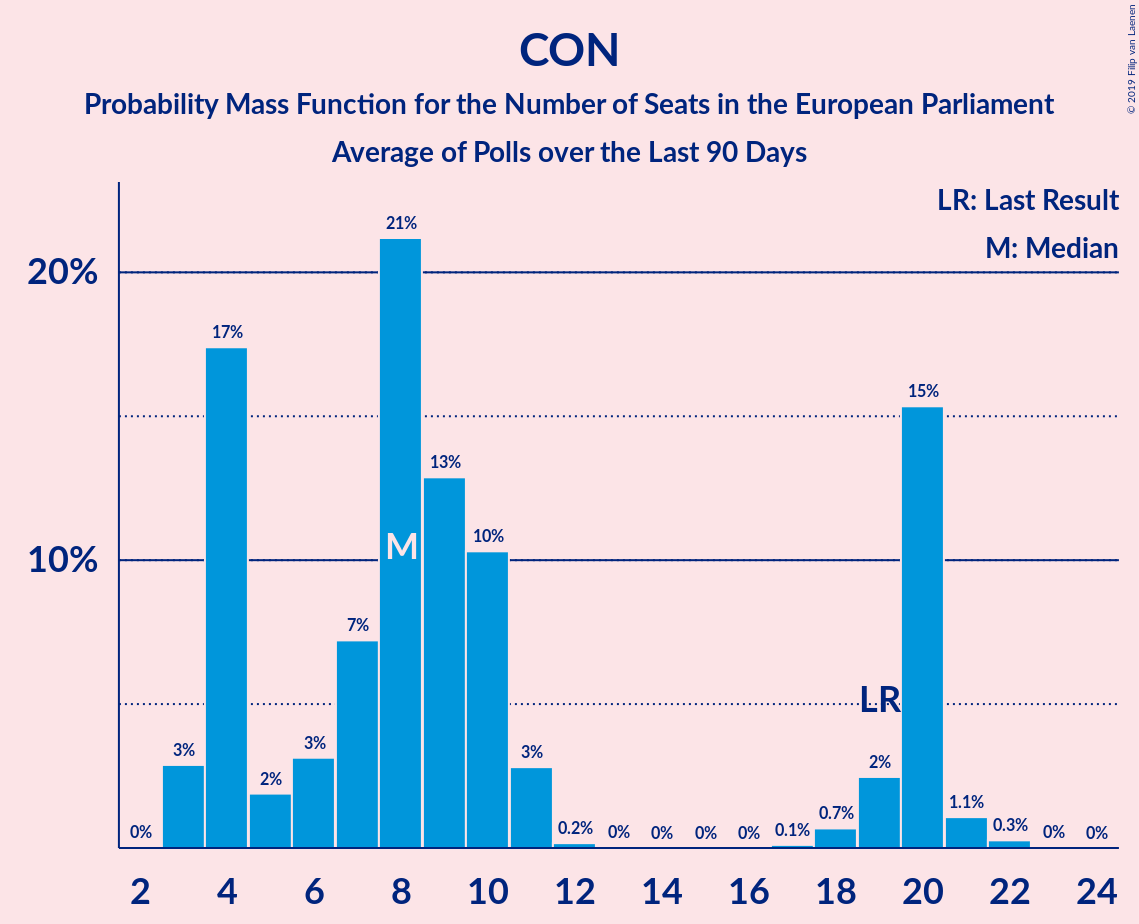 CON
Probability Mass Function for the Number of Seats in the European Parliament
Average of Polls over the Last 90 Days
© 2019 Filip van Laenen
LR: Last Result
M: Median
20%
10%
0%
3%
17%
2%
3%
7%
21%
13%
10%
3%
0.2%
0%
0%
0%
0%
0.1%
0.7%
2%
15%
1.1%
0.3%
0%
0%
M
LR
2 4 6 8 10 12 14 16 18 20 22 24